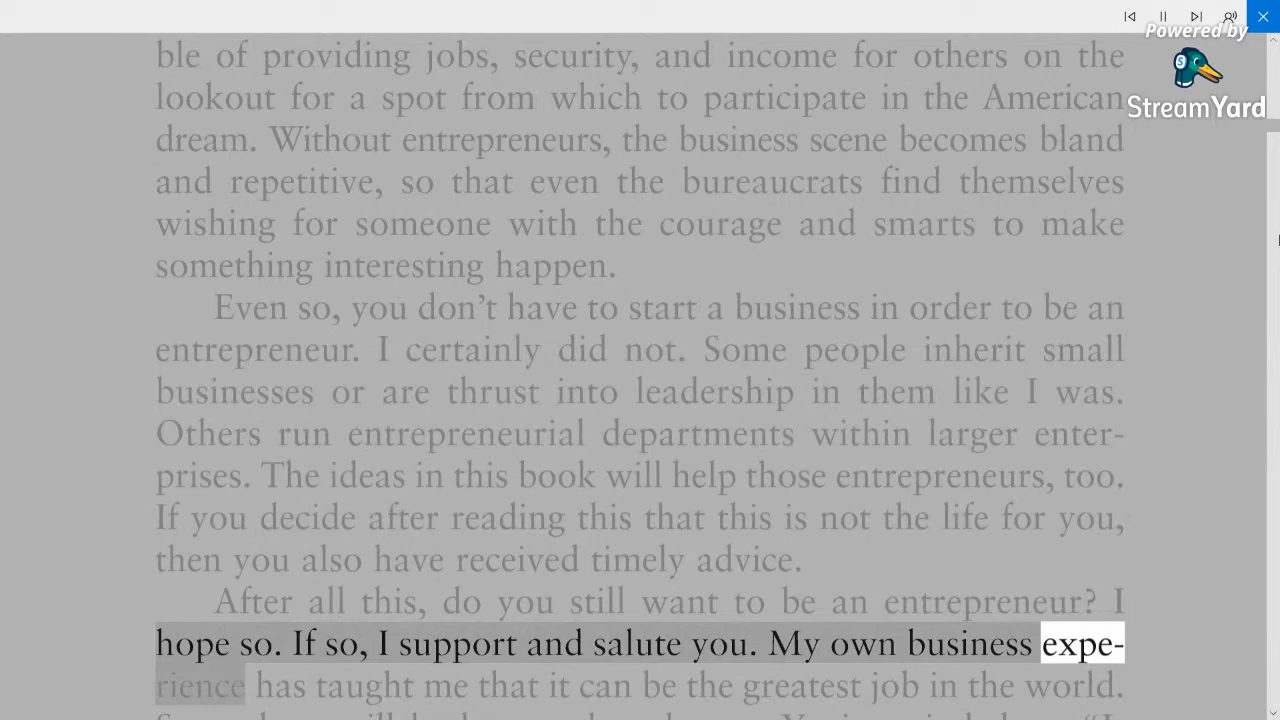 Powered by
StreamYard
ble of providing jobs, security, and income for others on the
lookout for a spot from which to participate in the American
dream. Without entrepreneurs, the business scene becomes bland
and repetitive, so that even the bureaucrats find themselves
wishing for someone with the courage and smarts to make
something interesting happen.
Even so, you don’t have to start a business in order to be an
entrepreneur. I certainly did not. Some people inherit small
businesses or are thrust into leadership in them like I was.
Others run entrepreneurial departments within larger enter-
prises. The ideas in this book will help those entrepreneurs, too.
If you decide after reading this that this is not the life for you,
then you also have received timely advice.
After all this, do you still want to be an entrepreneur? I
hope so. If so, I support and salute you. My own business expe-
rience has taught me that it can be the greatest job in the world.